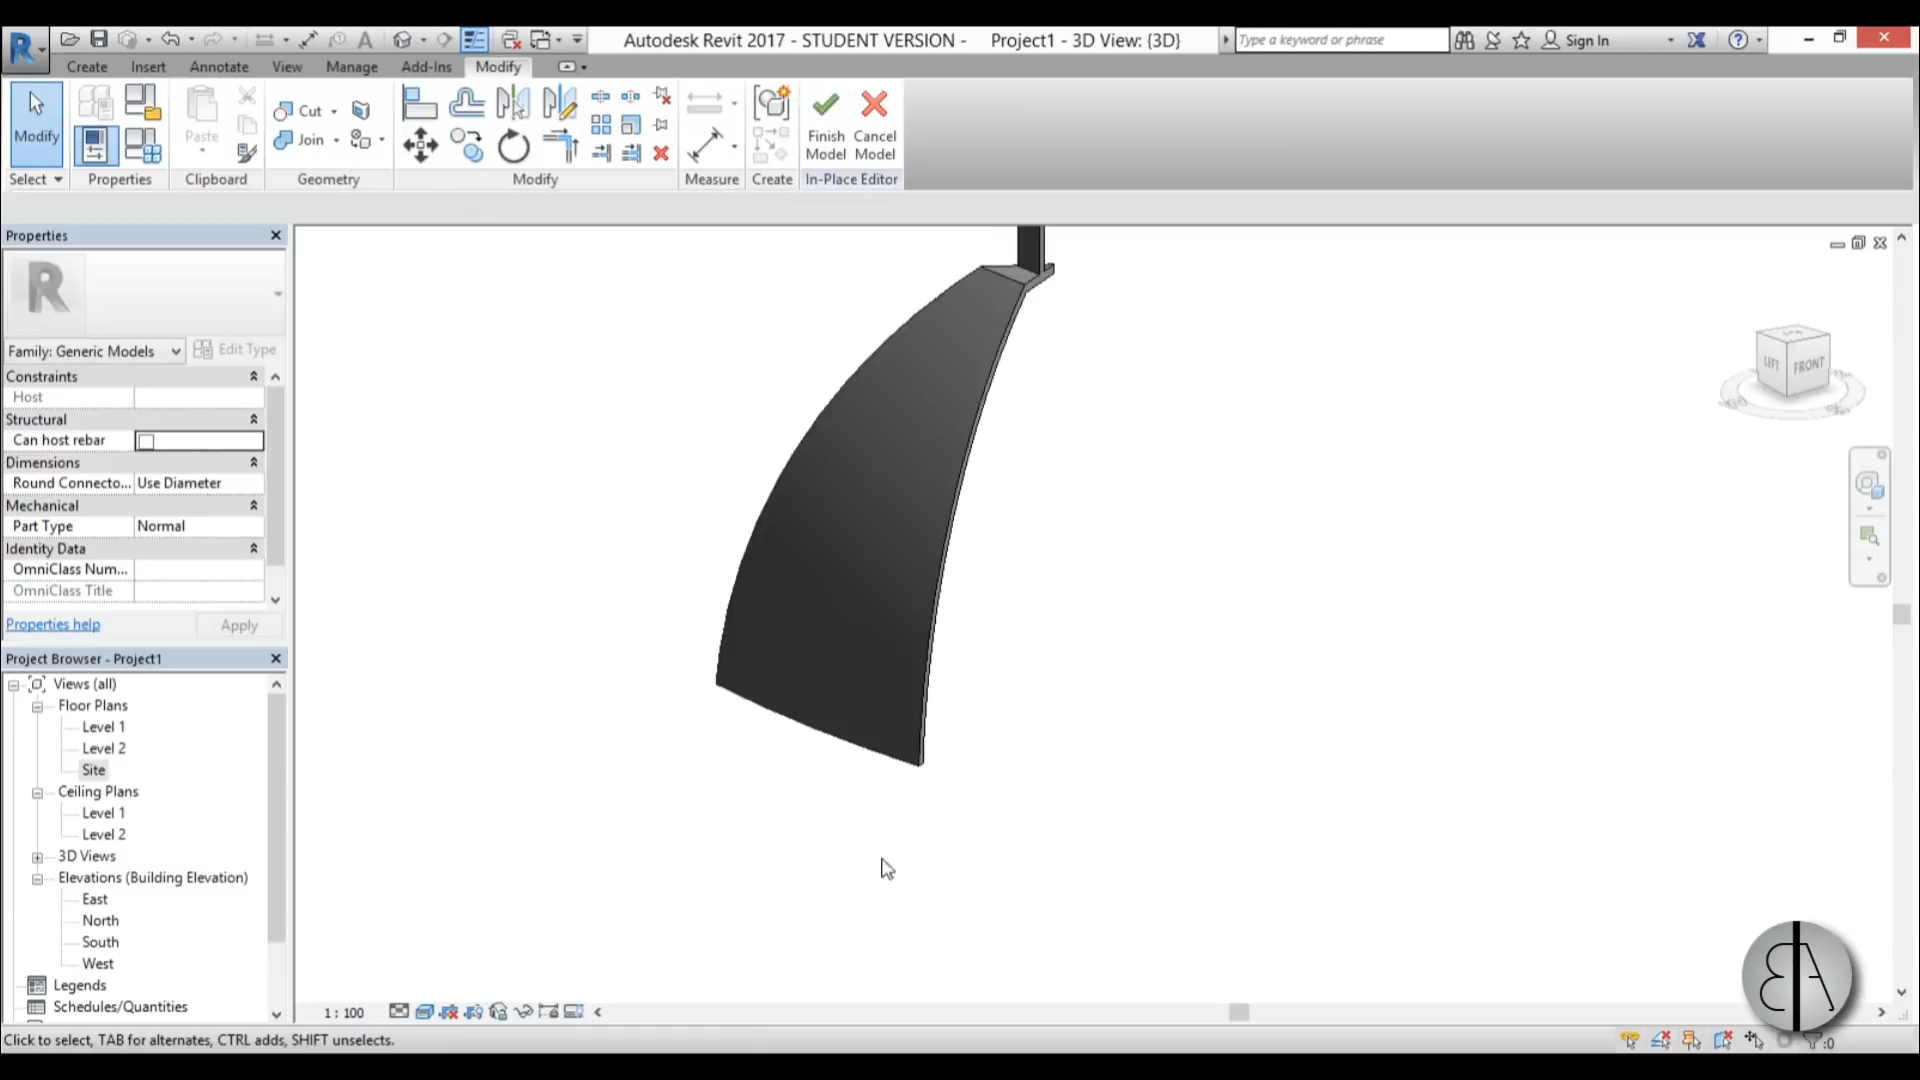 Autodesk Revit 2017 - STUDENT VERSION - Project1 - 3D View: {3D}
Type a keyword or phrase
Sign In
Create Insert Annotate View Manage Add-Ins Modify
Modify
Paste
Cut
Join
Finish Model
Cancel Model
Select Properties Clipboard Geometry Modify Measure Create In-Place Editor
Properties
Family: Generic Models
Edit Type
Constraints
Host
Structural
Can host rebar
Dimensions
Round Connecto... Use Diameter
Mechanical
Part Type Normal
Identity Data
OmniClass Num...
OmniClass Title
Properties help
Apply
Project Browser - Project1
Views (all)
Floor Plans
Level 1
Level 2
Site
Ceiling Plans
Level 1
Level 2
3D Views
Elevations (Building Elevation)
East
North
South
West
Legends
Schedules/Quantities
FRONT
1 : 100
Click to select, TAB for alternates, CTRL adds, SHIFT unselects.
:0